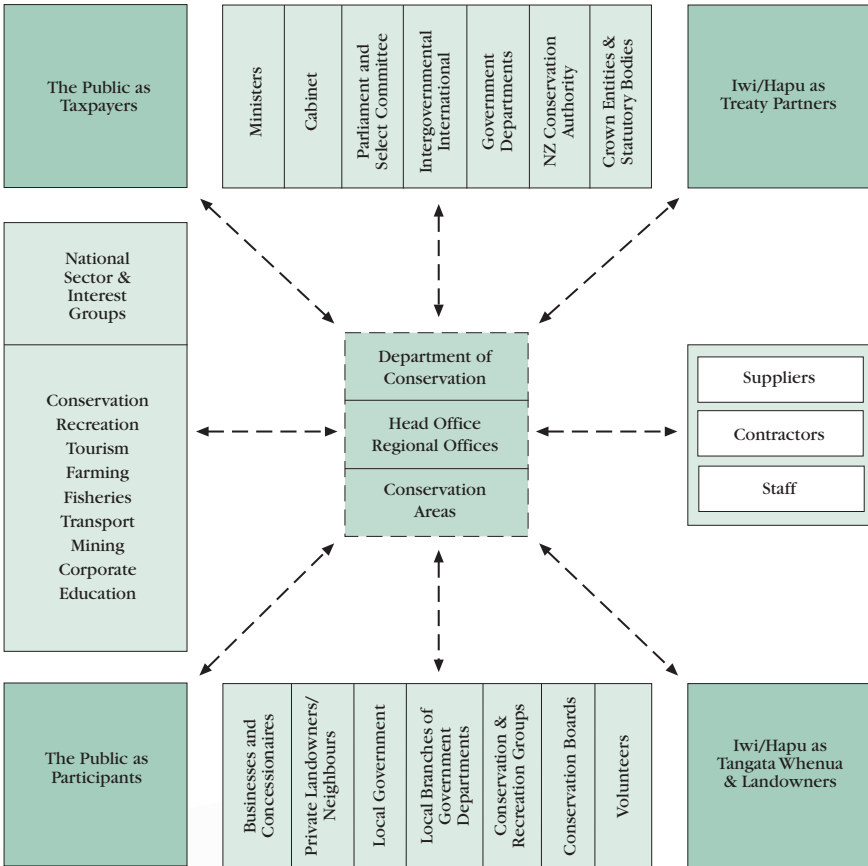 The Public as
Taxpayers
Ministers
Cabinet
Parliament and
Select Committee
Intergovernmental
International
Government
Departments
NZ Conservation
Authority
Crown Entities &
Statutory Bodies
Iwi/Hapu as
Treaty Partners
National
Sector &
Interest
Groups
Conservation
Recreation
Tourism
Farming
Fisheries
Transport
Mining
Corporate
Education
Department of
Conservation
Head Office
Regional Offices
Conservation
Areas
Suppliers
Contractors
Staff
The Public as
Participants
Businesses and
Concessionaires
Private Landowners/
Neighbours
Local Government
Local Branches of
Government
Departments
Conservation &
Recreation Groups
Conservation Boards
Volunteers
Iwi/Hapu as
Tangata Whenua
& Landowners